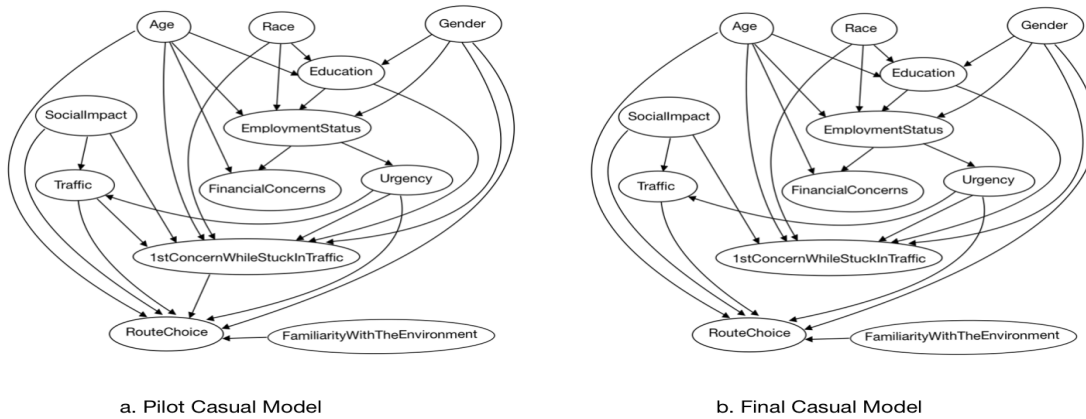 Age
Race
Gender
Education
SocialImpact
EmploymentStatus
Traffic
FinancialConcerns
Urgency
1stConcernWhileStuckInTraffic
RouteChoice
FamiliarityWithTheEnvironment
a. Pilot Casual Model
Age
Race
Gender
Education
SocialImpact
EmploymentStatus
Traffic
FinancialConcerns
Urgency
1stConcernWhileStuckInTraffic
RouteChoice
FamiliarityWithTheEnvironment
b. Final Casual Model